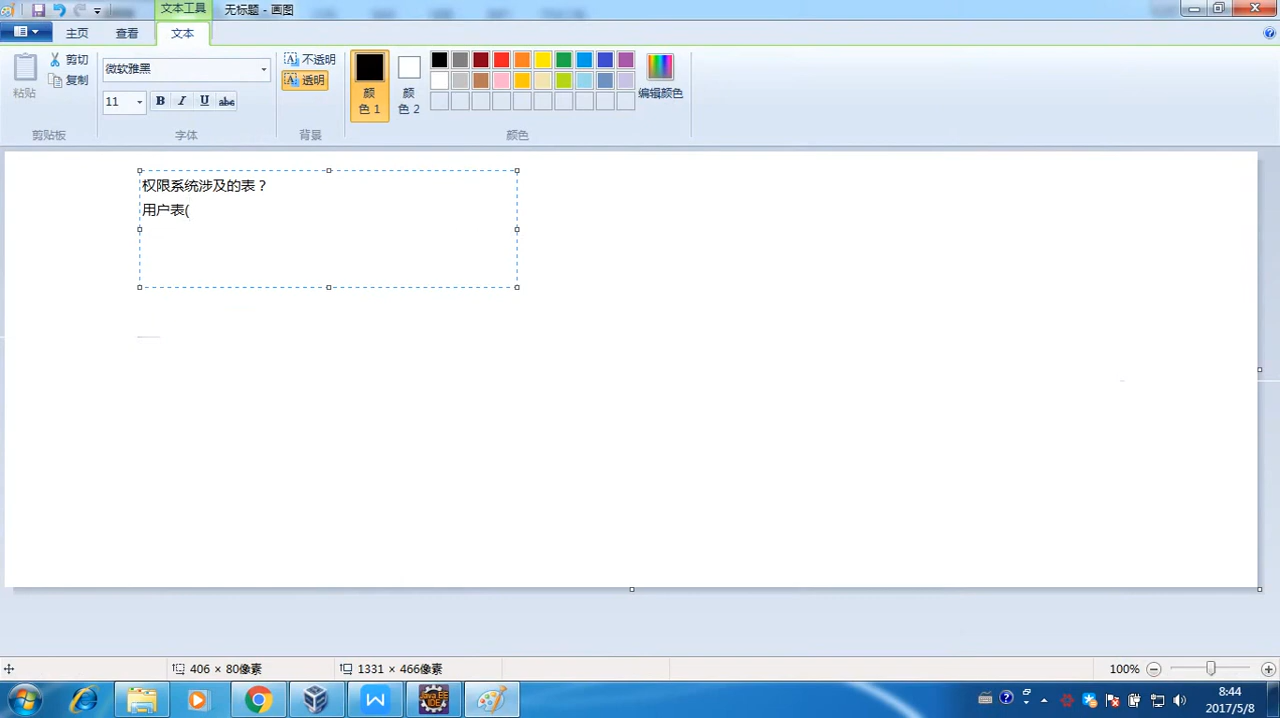 文本工具
无标题 - 画图
主页
查看
文本
粘贴
剪切
复制
剪贴板
微软雅黑
11
B
I
U
abc
字体
不透明
透明
背景
颜
色 1
颜
色 2
编辑颜色
颜色
权限系统涉及的表？
用户表(
406 × 80像素
1331 × 466像素
100%
Java EE
IDE
8:44
2017/5/8